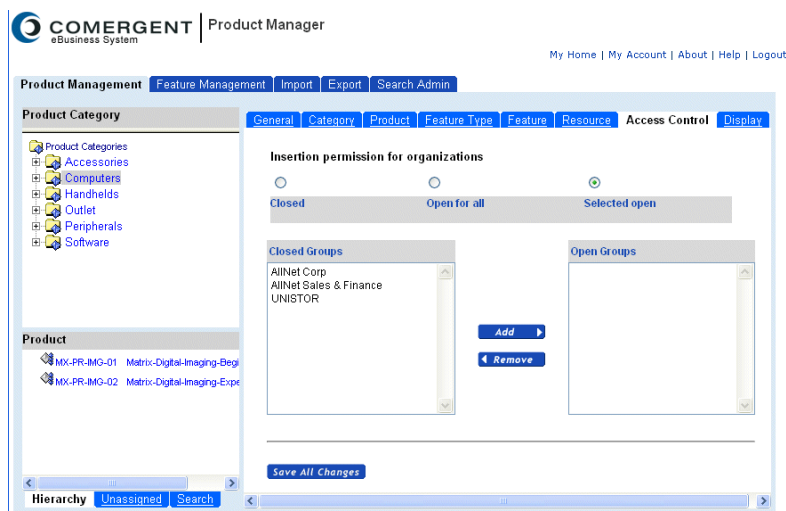 COMERGENT
eBusiness System
Product Manager
My Home | My Account | About | Help | Logout
Product Management Feature Management Import Export Search Admin
Product Category
Product Categories
Accessories
Computers
Handhelds
Outlet
Peripherals
Software
Product
MX-PR-IMG-01 Matrix-Digital-Imaging-Begi
MX-PR-IMG-02 Matrix-Digital-Imaging-Expe
Hierarchy Unassigned Search
General Category Product Feature Type Feature Resource Access Control Display
Insertion permission for organizations
Closed Open for all Selected open
Closed Groups
AllNet Corp
AllNet Sales & Finance
UNISTOR
Add
Remove
Open Groups
Save All Changes